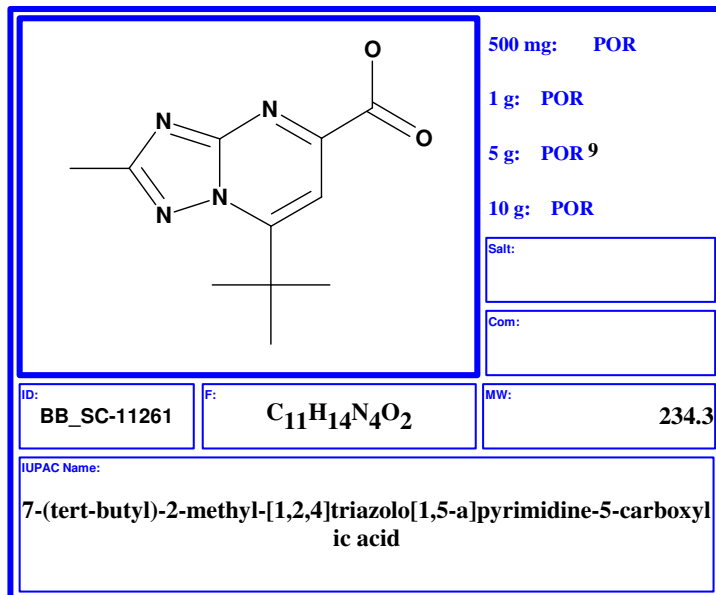 O
O
N
N
N
N
500 mg: POR
1 g: POR
5 g: POR 9
10 g: POR
Salt:
Com:
ID:
BB_SC-11261
F:
C11H14N4O2
MW:
234.3
IUPAC Name:
7-(tert-butyl)-2-methyl-[1,2,4]triazolo[1,5-a]pyrimidine-5-carboxyl
ic acid